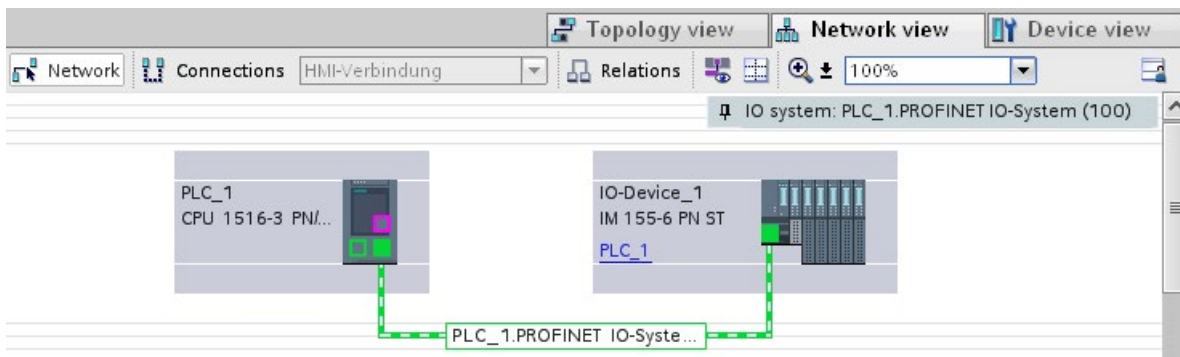 Topology view Network view Device view
Network Connections HMI-Verbindung Relations 100%
IO system: PLC_1.PROFINET IO-System (100)
PLC_1
CPU 1516-3 PN/...
IO-Device_1
IM 155-6 PN ST
PLC_1
PLC_1.PROFINET IO-Syste...